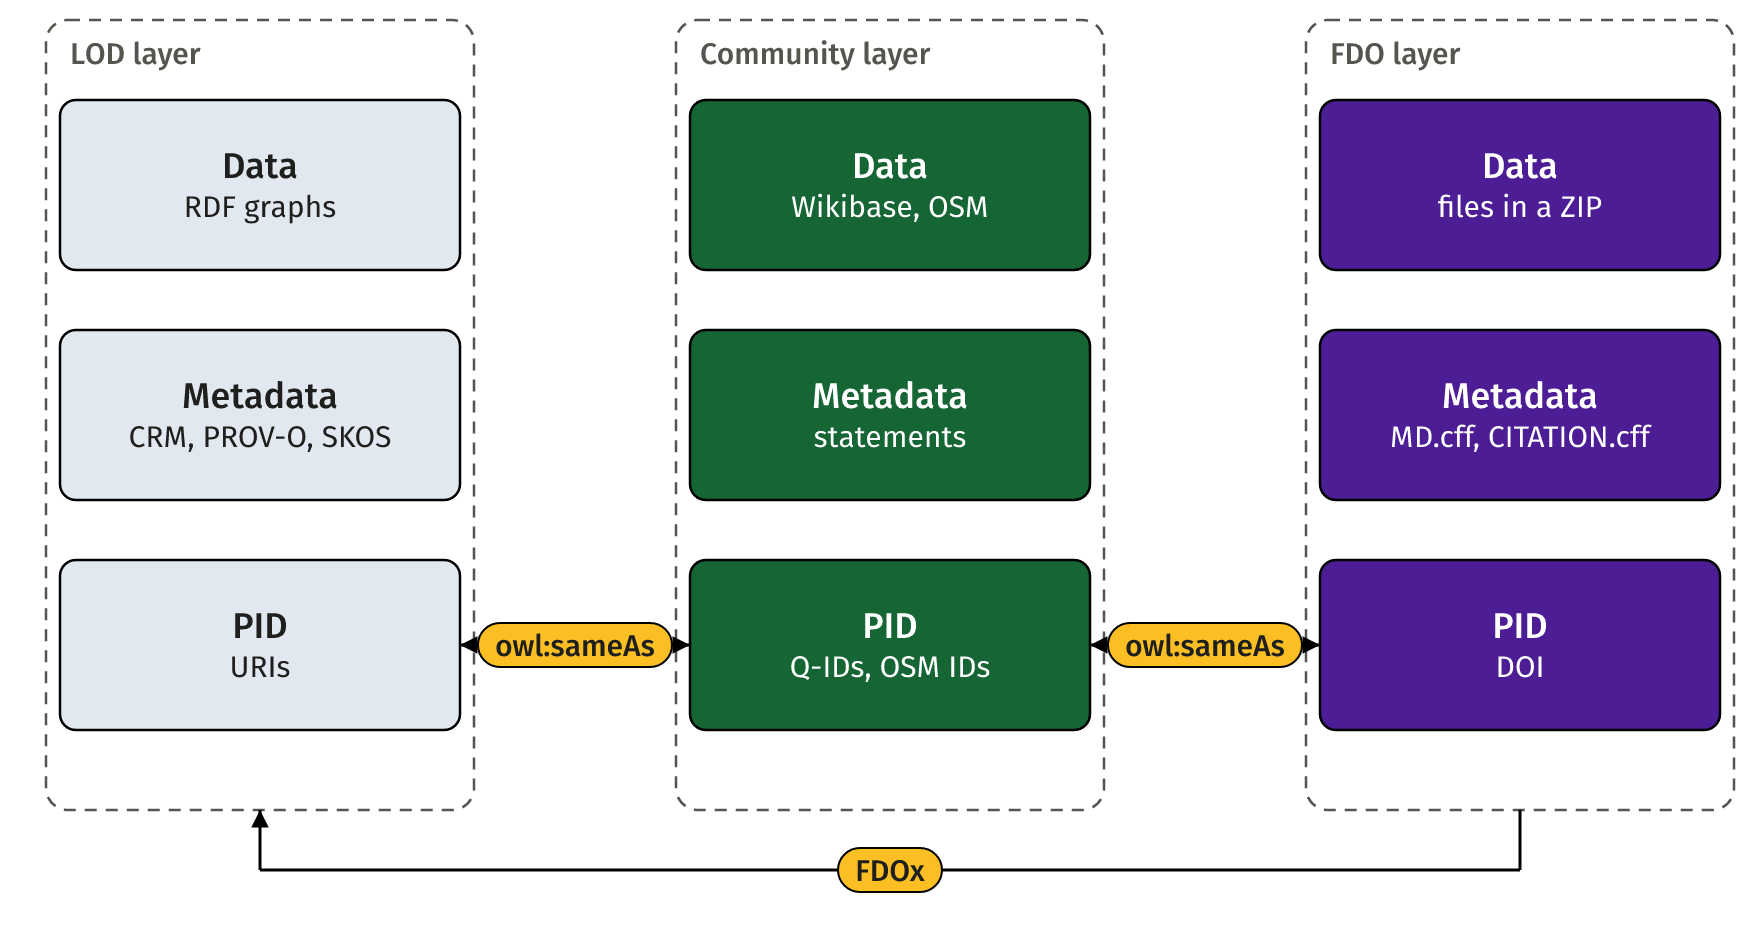 LOD layer
Data
RDF graphs
Metadata
CRM, PROV-O, SKOS
PID
URIs
owl:sameAs
Community layer
Data
Wikibase, OSM
Metadata
statements
PID
Q-IDs, OSM IDs
owl:sameAs
FDO layer
Data
files in a ZIP
Metadata
MD.cff, CITATION.cff
PID
DOI
FDOx